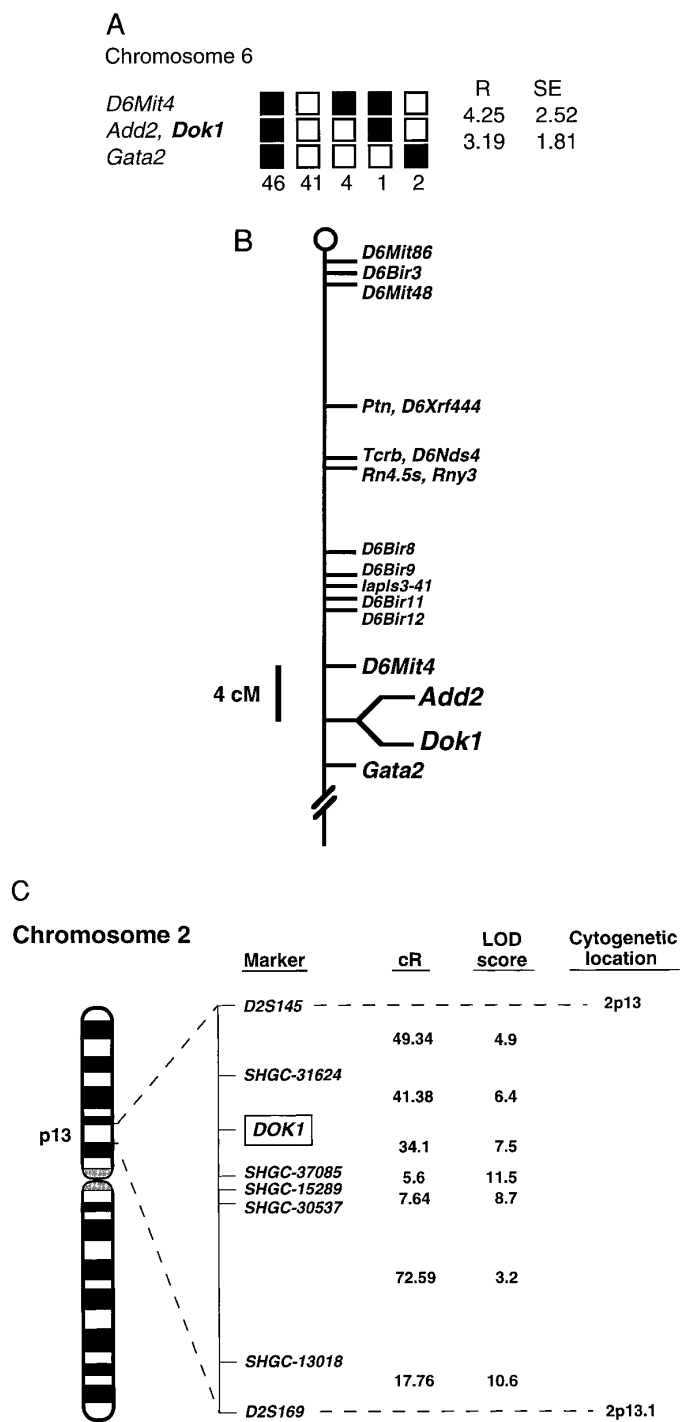 A
Chromosome 6
R SE
D6Mit4
4.25 2.52
Add2, Dok1
3.19 1.81
Gata2
46 41 4 1 2
B
D6Mit86
D6Bir3
D6Mit48
Ptn, D6Xrf444
Tcrb, D6Nds4
Rn4.5s, Rny3
D6Bir8
D6Bir9
Iapls3-41
D6Bir11
D6Bir12
D6Mit4
4 cM
Add2
Dok1
Gata2
C
Chromosome 2
Marker cR LOD score Cytogenetic location
D2S145 2p13
49.34 4.9
SHGC-31624
41.38 6.4
p13
DOK1
34.1 7.5
SHGC-37085
5.6 11.5
SHGC-15289
7.64 8.7
SHGC-30537
72.59 3.2
SHGC-13018
17.76 10.6
D2S169 2p13.1